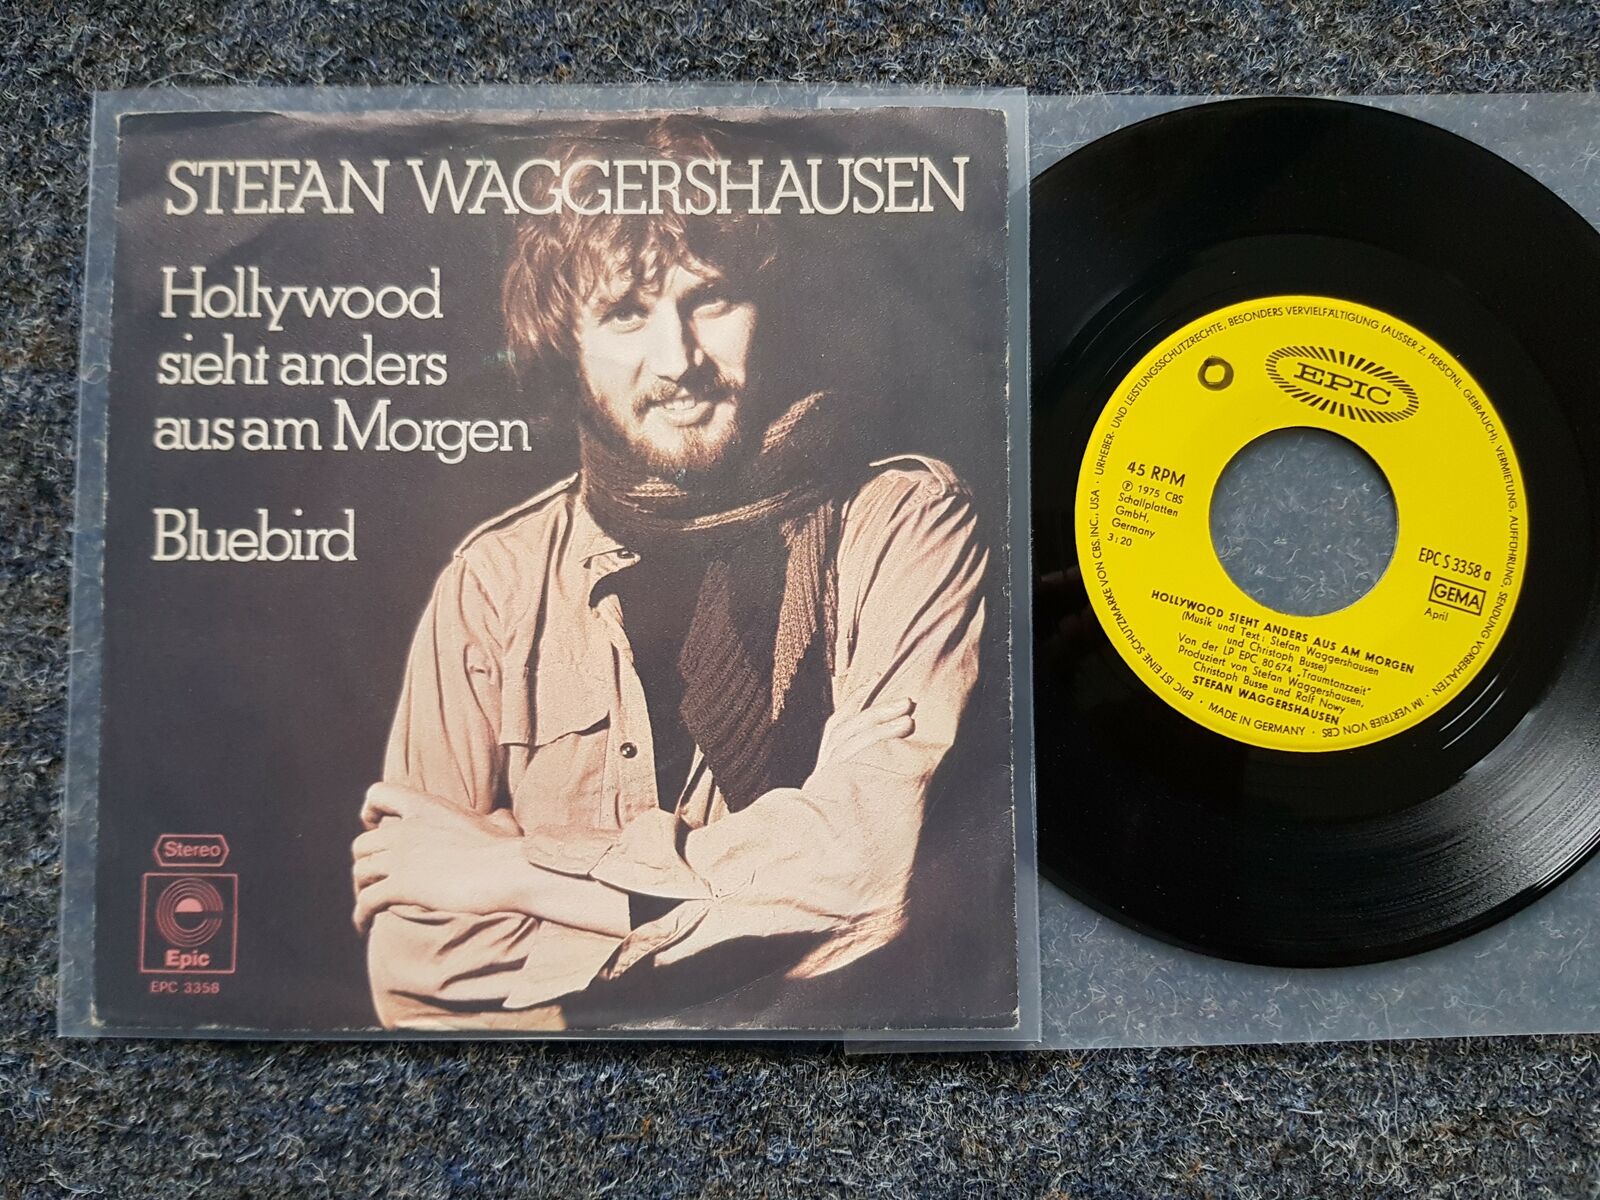 STEFAN WAGGERSHAUSEN
Hollywood
sieht anders
aus am Morgen
Bluebird
Stereo
Epic
EPC 3358
URHEBER- UND LEISTUNGSSCHUTZRECHTE, BESONDERS VERVIELFÄLTIGUNG (AUSSER Z. PERSÖNL. GEBRAUCH), VERMIETUNG, AUFFÜHRUNG, SENDUNG VORBEHALTEN · IM VERTRIEB VON CBS · MADE IN GERMANY · EPIC IST EINE SCHUTZMARKE VON CBS.INC., USA ·
EPIC
45 RPM
Ⓟ 1975 CBS
Schallplatten
GmbH,
Germany
3:20
EPC S 3358 a
GEMA
April
HOLLYWOOD SIEHT ANDERS AUS AM MORGEN
(Musik und Text: Stefan Waggershausen
und Christoph Busse)
Von der LP EPC 80 674 „Traumtanzzeit"
Produziert von Stefan Waggershausen,
Christoph Busse und Ralf Nowy
STEFAN WAGGERSHAUSEN